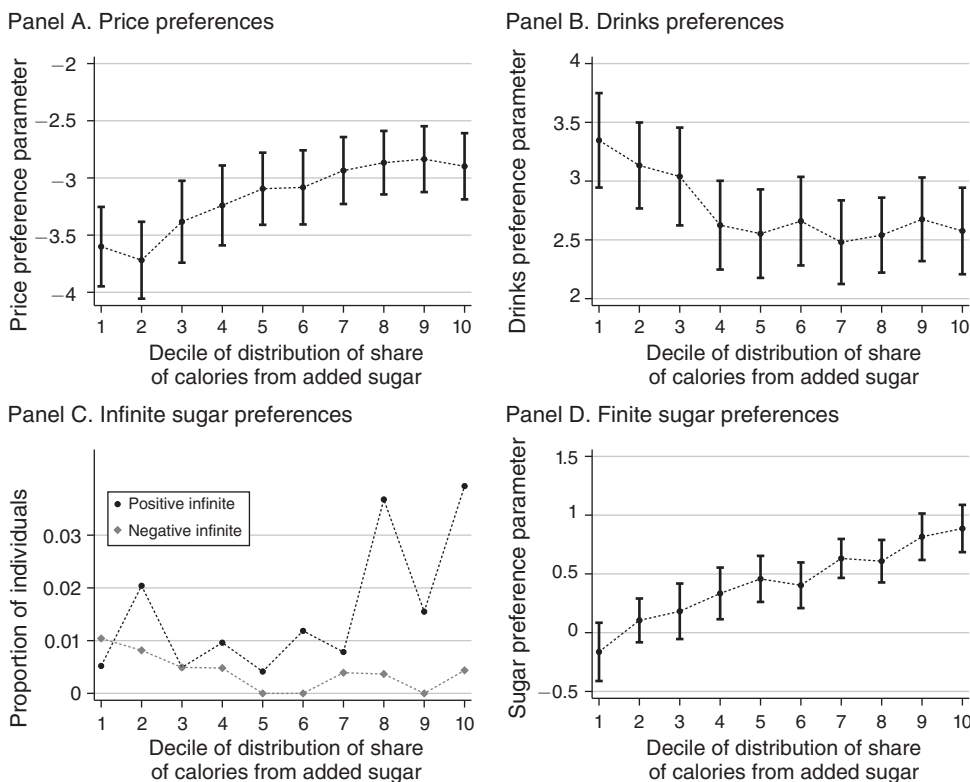 Panel A. Price preferences
Price preference parameter
−2
−2.5
−3
−3.5
−4
1 2 3 4 5 6 7 8 9 10
Decile of distribution of share
of calories from added sugar
Panel B. Drinks preferences
Drinks preference parameter
4
3.5
3
2.5
2
1 2 3 4 5 6 7 8 9 10
Decile of distribution of share
of calories from added sugar
Panel C. Infinite sugar preferences
Proportion of individuals
Positive infinite
Negative infinite
0.03
0.02
0.01
0
1 2 3 4 5 6 7 8 9 10
Decile of distribution of share
of calories from added sugar
Panel D. Finite sugar preferences
Sugar preference parameter
1.5
1
0.5
0
−0.5
1 2 3 4 5 6 7 8 9 10
Decile of distribution of share
of calories from added sugar